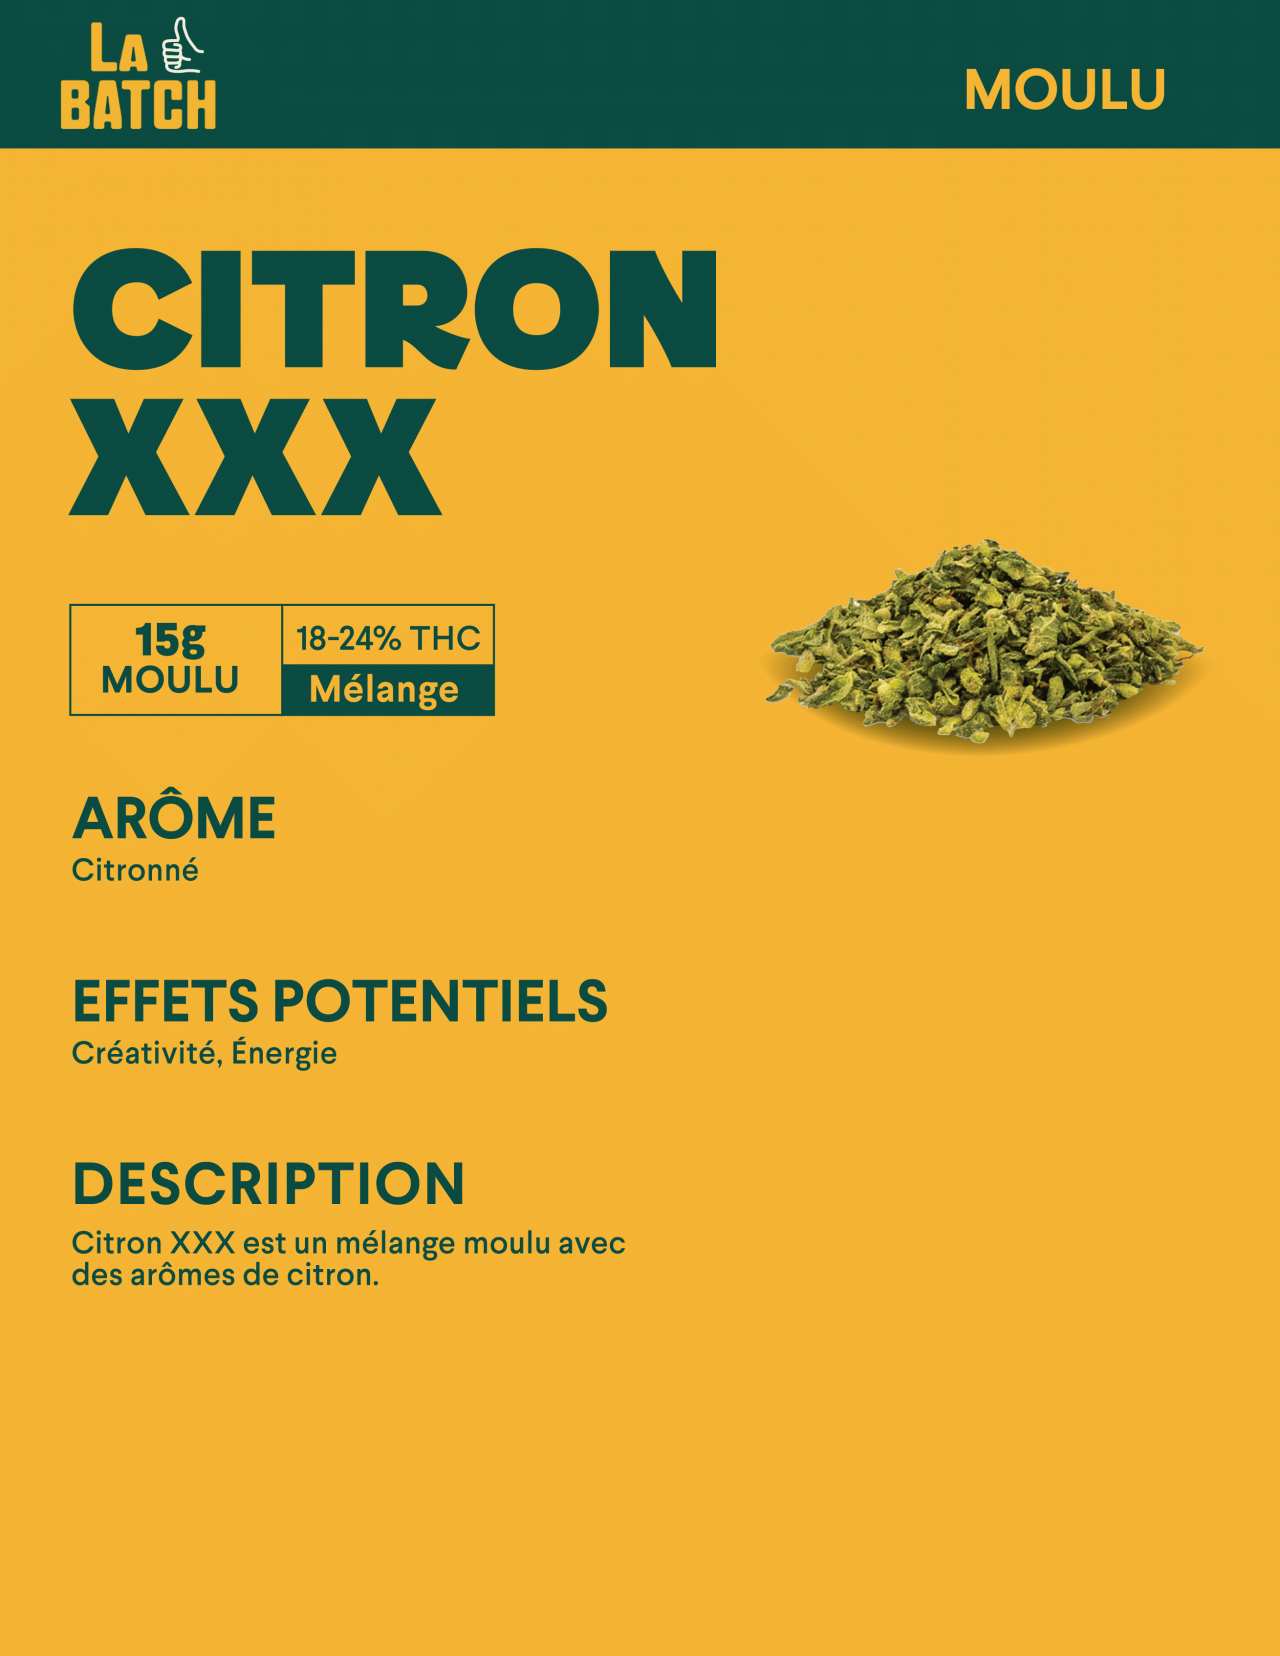 LA
BATCH
MOULU
CITRON
XXX
15g
MOULU
18-24% THC
Mélange
ARÔME
Citronné
EFFETS POTENTIELS
Créativité, Énergie
DESCRIPTION
Citron XXX est un mélange moulu avec
des arômes de citron.